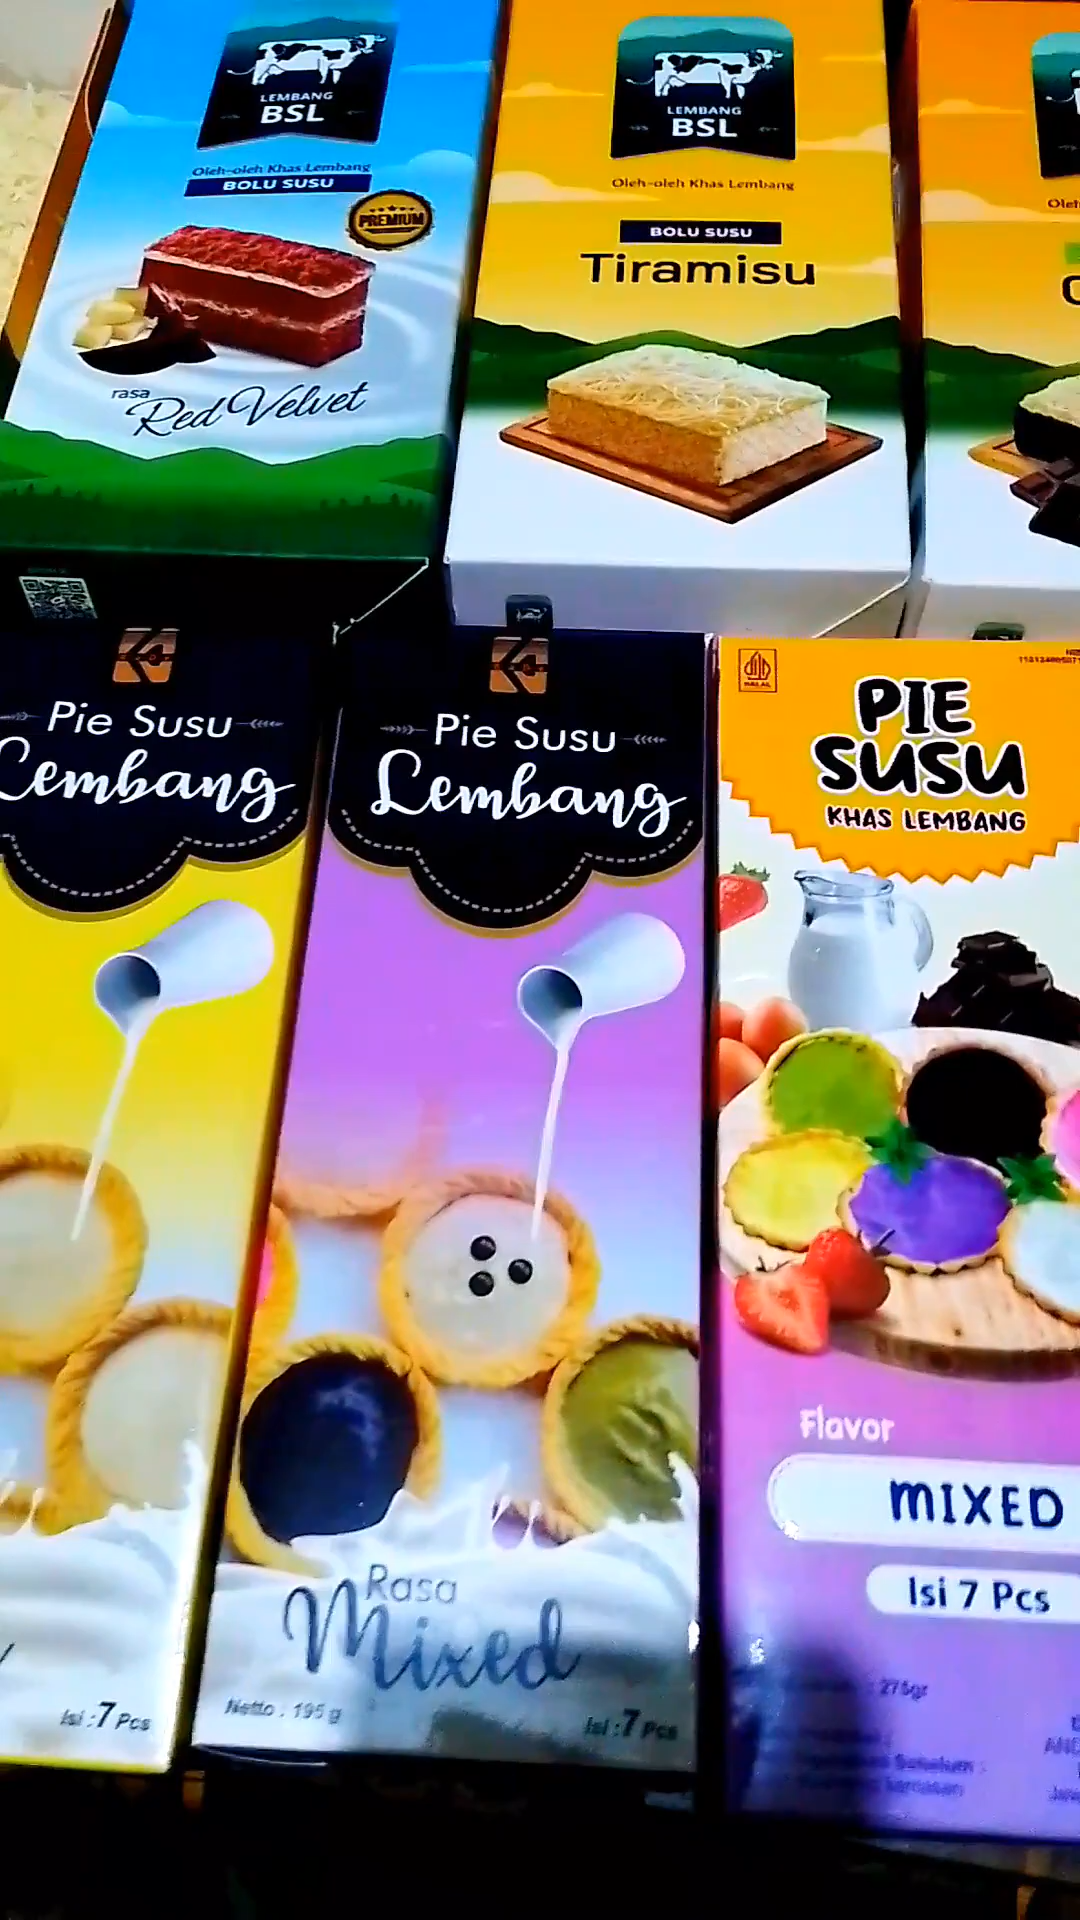 LEMBANG
BSL
Oleh-oleh Khas Lembang
BOLU SUSU
PREMIUM
rasa
Red Velvet
LEMBANG
BSL
Oleh-oleh Khas Lembang
BOLU SUSU
Tiramisu
Pie Susu
Lembang
Isi : 7 Pcs
Pie Susu
Lembang
Rasa
Mixed
Netto : 195 g
Isi : 7 Pcs
HALAL
PIE
SUSU
KHAS LEMBANG
Flavor
MIXED
Isi 7 Pcs
: 275gr